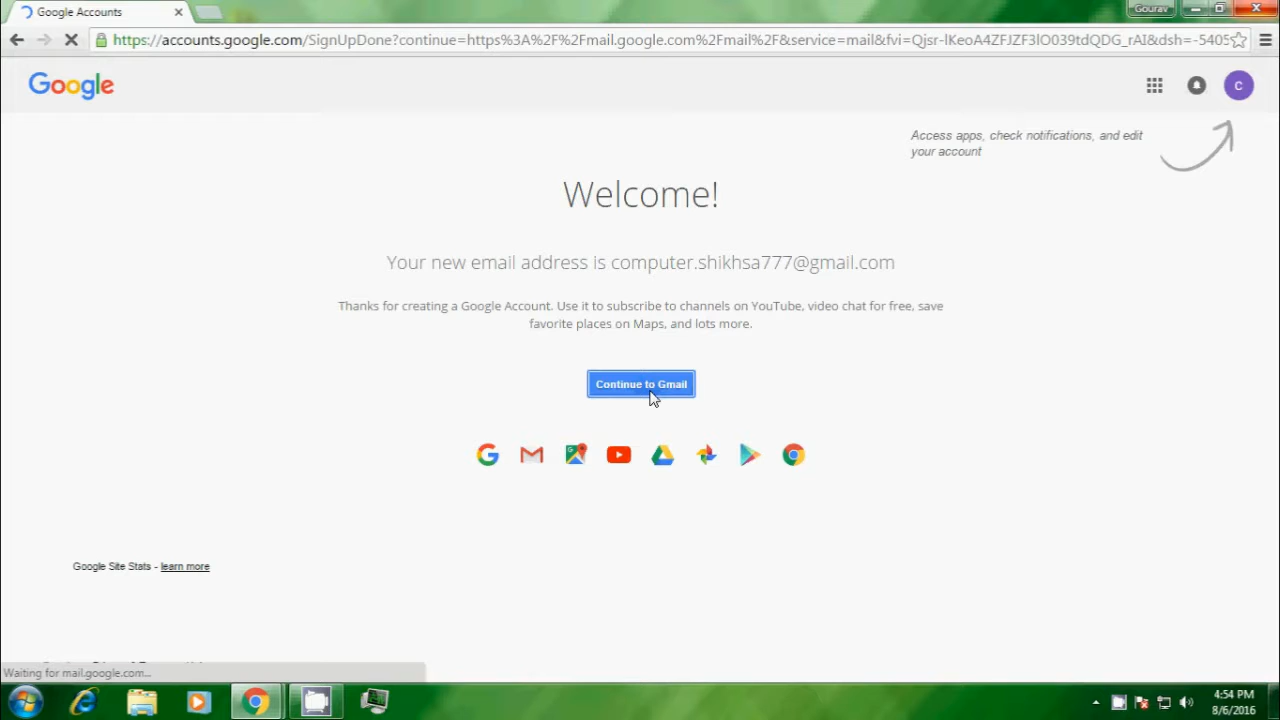 Google Accounts
Gourav
https://accounts.google.com/SignUpDone?continue=https%3A%2F%2Fmail.google.com%2Fmail%2F&service=mail&fvi=Qjsr-lKeoA4ZFJZF3lO039tdQDG_rAI&dsh=-5405
Google
C
Access apps, check notifications, and edit
your account
Welcome!
Your new email address is computer.shikhsa777@gmail.com
Thanks for creating a Google Account. Use it to subscribe to channels on YouTube, video chat for free, save
favorite places on Maps, and lots more.
Continue to Gmail
Google Site Stats - learn more
Waiting for mail.google.com...
4:54 PM
8/6/2016